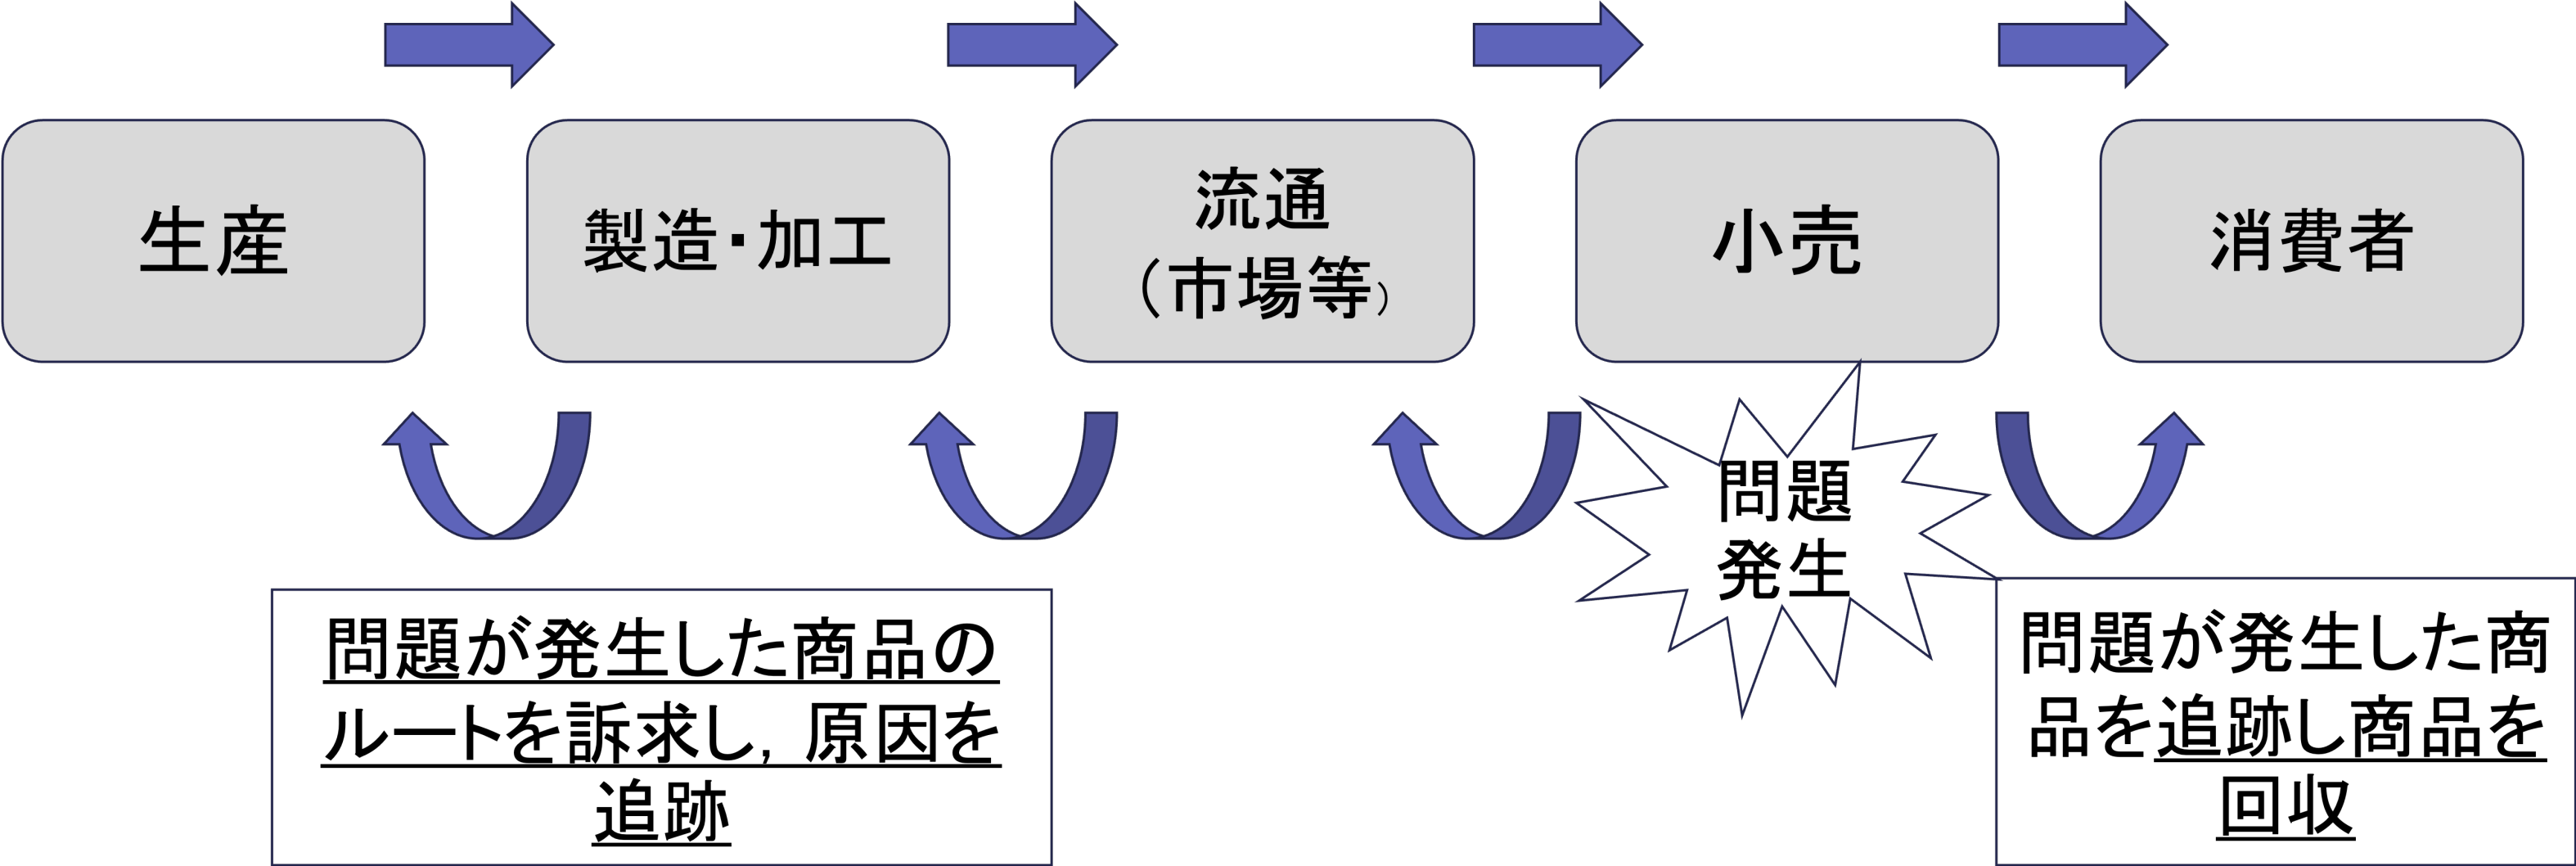 生産
製造・加工
流通
（市場等）
小売
消費者
問題
発生
問題が発生した商品の
ルートを訴求し，原因を
追跡
問題が発生した商
品を追跡し商品を
回収